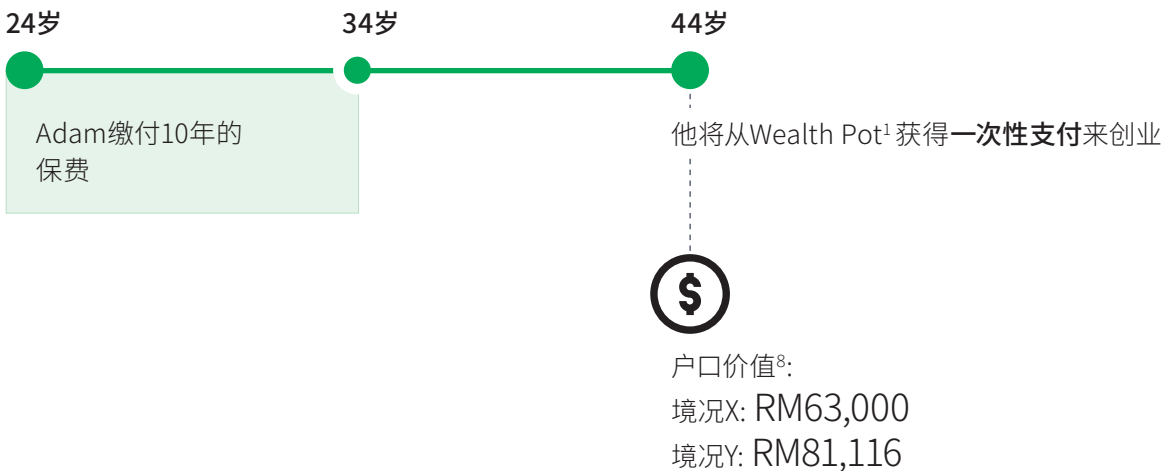 24岁
34岁
44岁
Adam缴付10年的
保费
他将从Wealth Pot¹ 获得一次性支付来创业
$
户口价值⁸:
境况X: RM63,000
境况Y: RM81,116